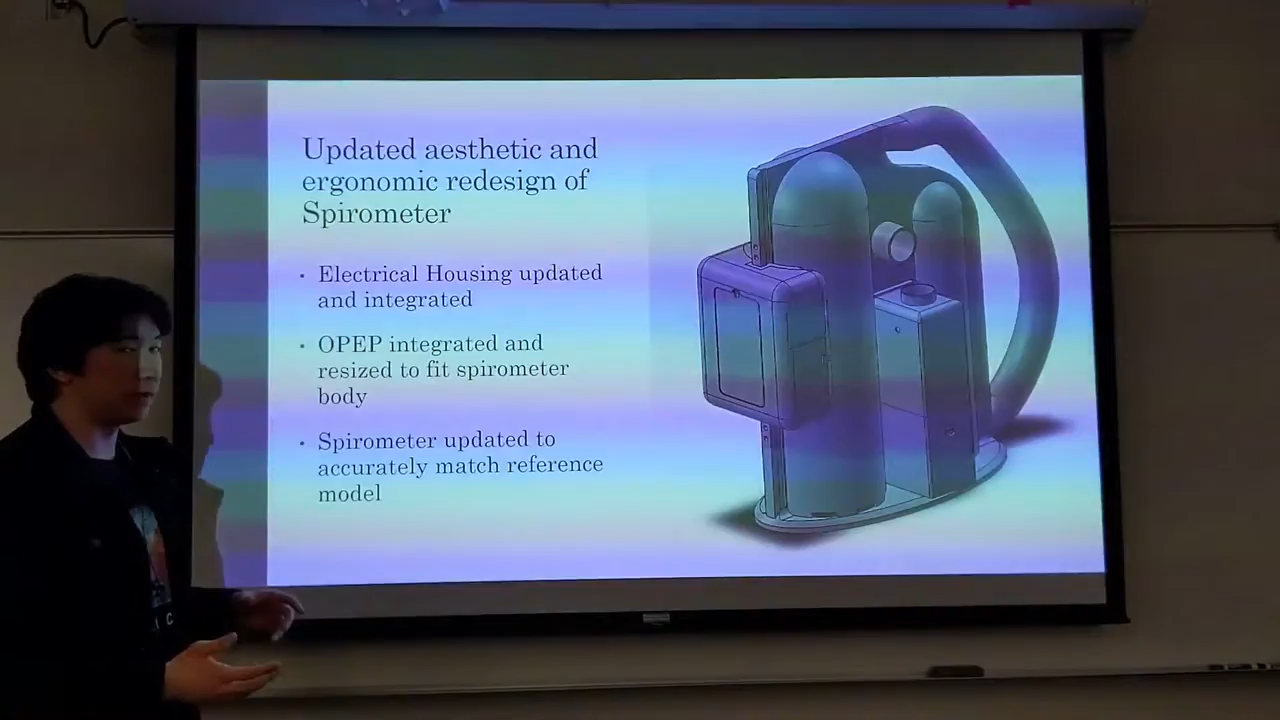 Updated aesthetic and
ergonomic redesign of
Spirometer
• Electrical Housing updated
and integrated
• OPEP integrated and
resized to fit spirometer
body
• Spirometer updated to
accurately match reference
model